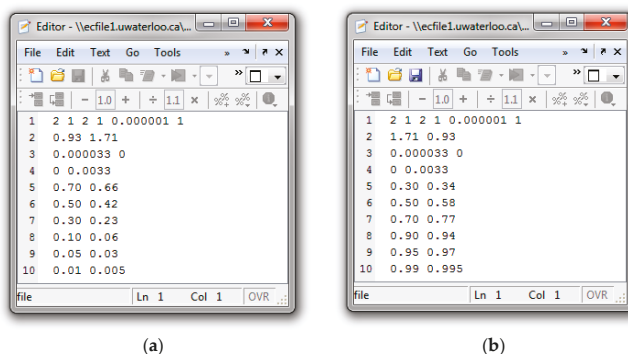 Editor - \\ecfile1.uwaterloo.ca\...
File Edit Text Go Tools »
»
- 1.0 + ÷ 1.1 ×
1 2 1 2 1 0.000001 1
2 0.93 1.71
3 0.000033 0
4 0 0.0033
5 0.70 0.66
6 0.50 0.42
7 0.30 0.23
8 0.10 0.06
9 0.05 0.03
10 0.01 0.005
file Ln 1 Col 1 OVR
(a)
Editor - \\ecfile1.uwaterloo.ca\...
File Edit Text Go Tools »
»
- 1.0 + ÷ 1.1 ×
1 2 1 2 1 0.000001 1
2 1.71 0.93
3 0.000033 0
4 0 0.0033
5 0.30 0.34
6 0.50 0.58
7 0.70 0.77
8 0.90 0.94
9 0.95 0.97
10 0.99 0.995
file Ln 1 Col 1 OVR
(b)